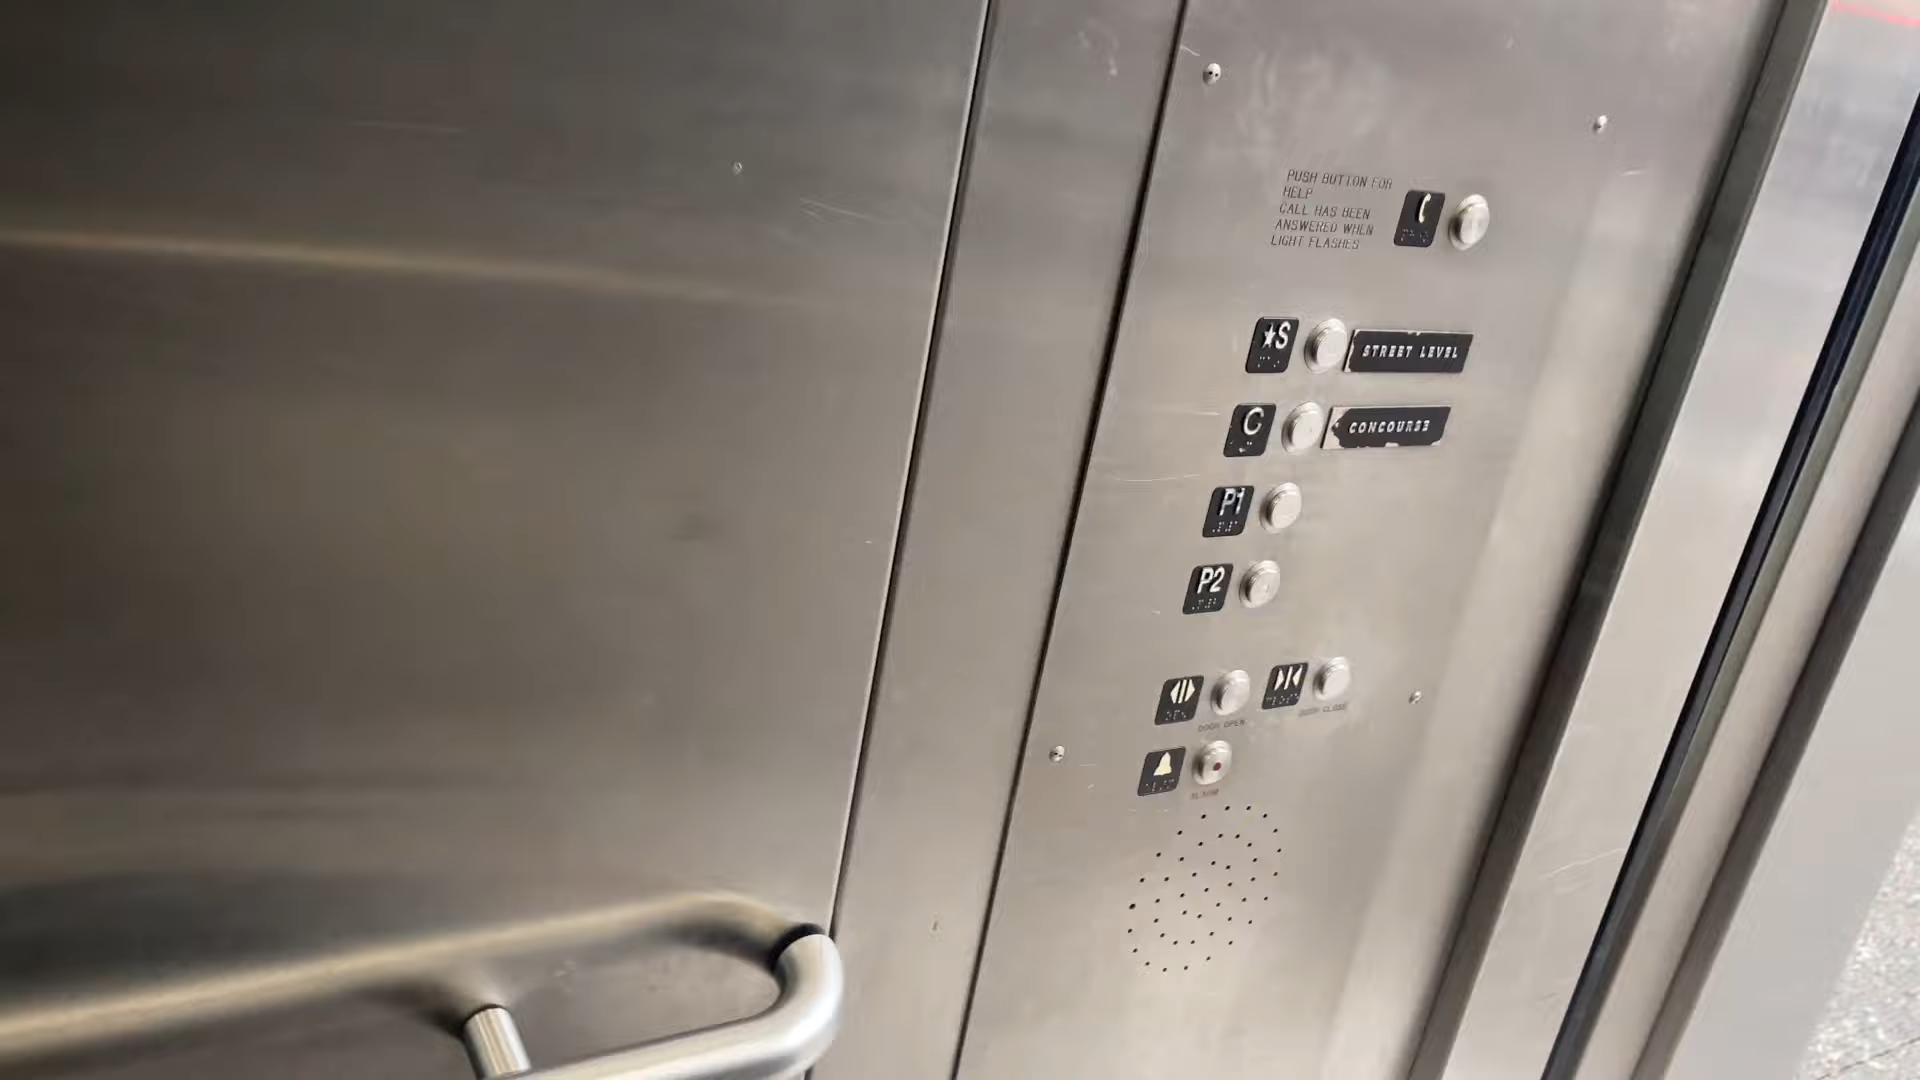 PUSH BUTTON FOR
HELP
CALL HAS BEEN
ANSWERED WHEN
LIGHT FLASHES
★S STREET LEVEL
C CONCOURSE
P1
P2
DOOR OPEN DOOR CLOSE
ALARM